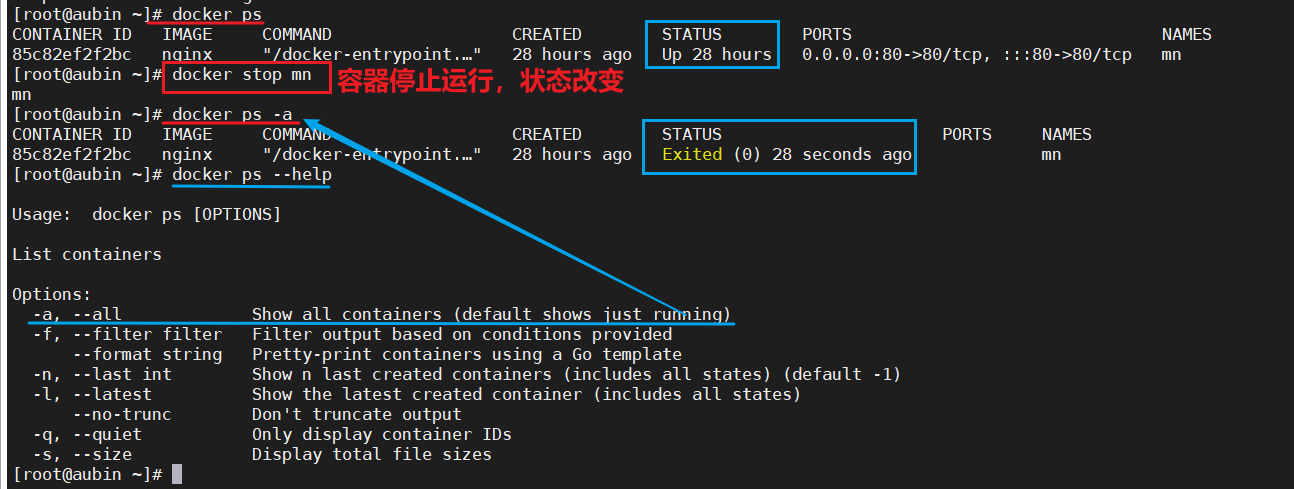 [root@aubin ~]# docker ps
CONTAINER ID   IMAGE     COMMAND                  CREATED        STATUS        PORTS                               NAMES
85c82ef2f2bc   nginx     "/docker-entrypoint.…"   28 hours ago   Up 28 hours   0.0.0.0:80->80/tcp, :::80->80/tcp   mn
[root@aubin ~]# docker stop mn 容器停止运行，状态改变
mn
[root@aubin ~]# docker ps -a
CONTAINER ID   IMAGE     COMMAND                  CREATED        STATUS                      PORTS     NAMES
85c82ef2f2bc   nginx     "/docker-entrypoint.…"   28 hours ago   Exited (0) 28 seconds ago             mn
[root@aubin ~]# docker ps --help

Usage:  docker ps [OPTIONS]

List containers

Options:
  -a, --all             Show all containers (default shows just running)
  -f, --filter filter   Filter output based on conditions provided
      --format string   Pretty-print containers using a Go template
  -n, --last int        Show n last created containers (includes all states) (default -1)
  -l, --latest          Show the latest created container (includes all states)
      --no-trunc        Don't truncate output
  -q, --quiet           Only display container IDs
  -s, --size            Display total file sizes
[root@aubin ~]#